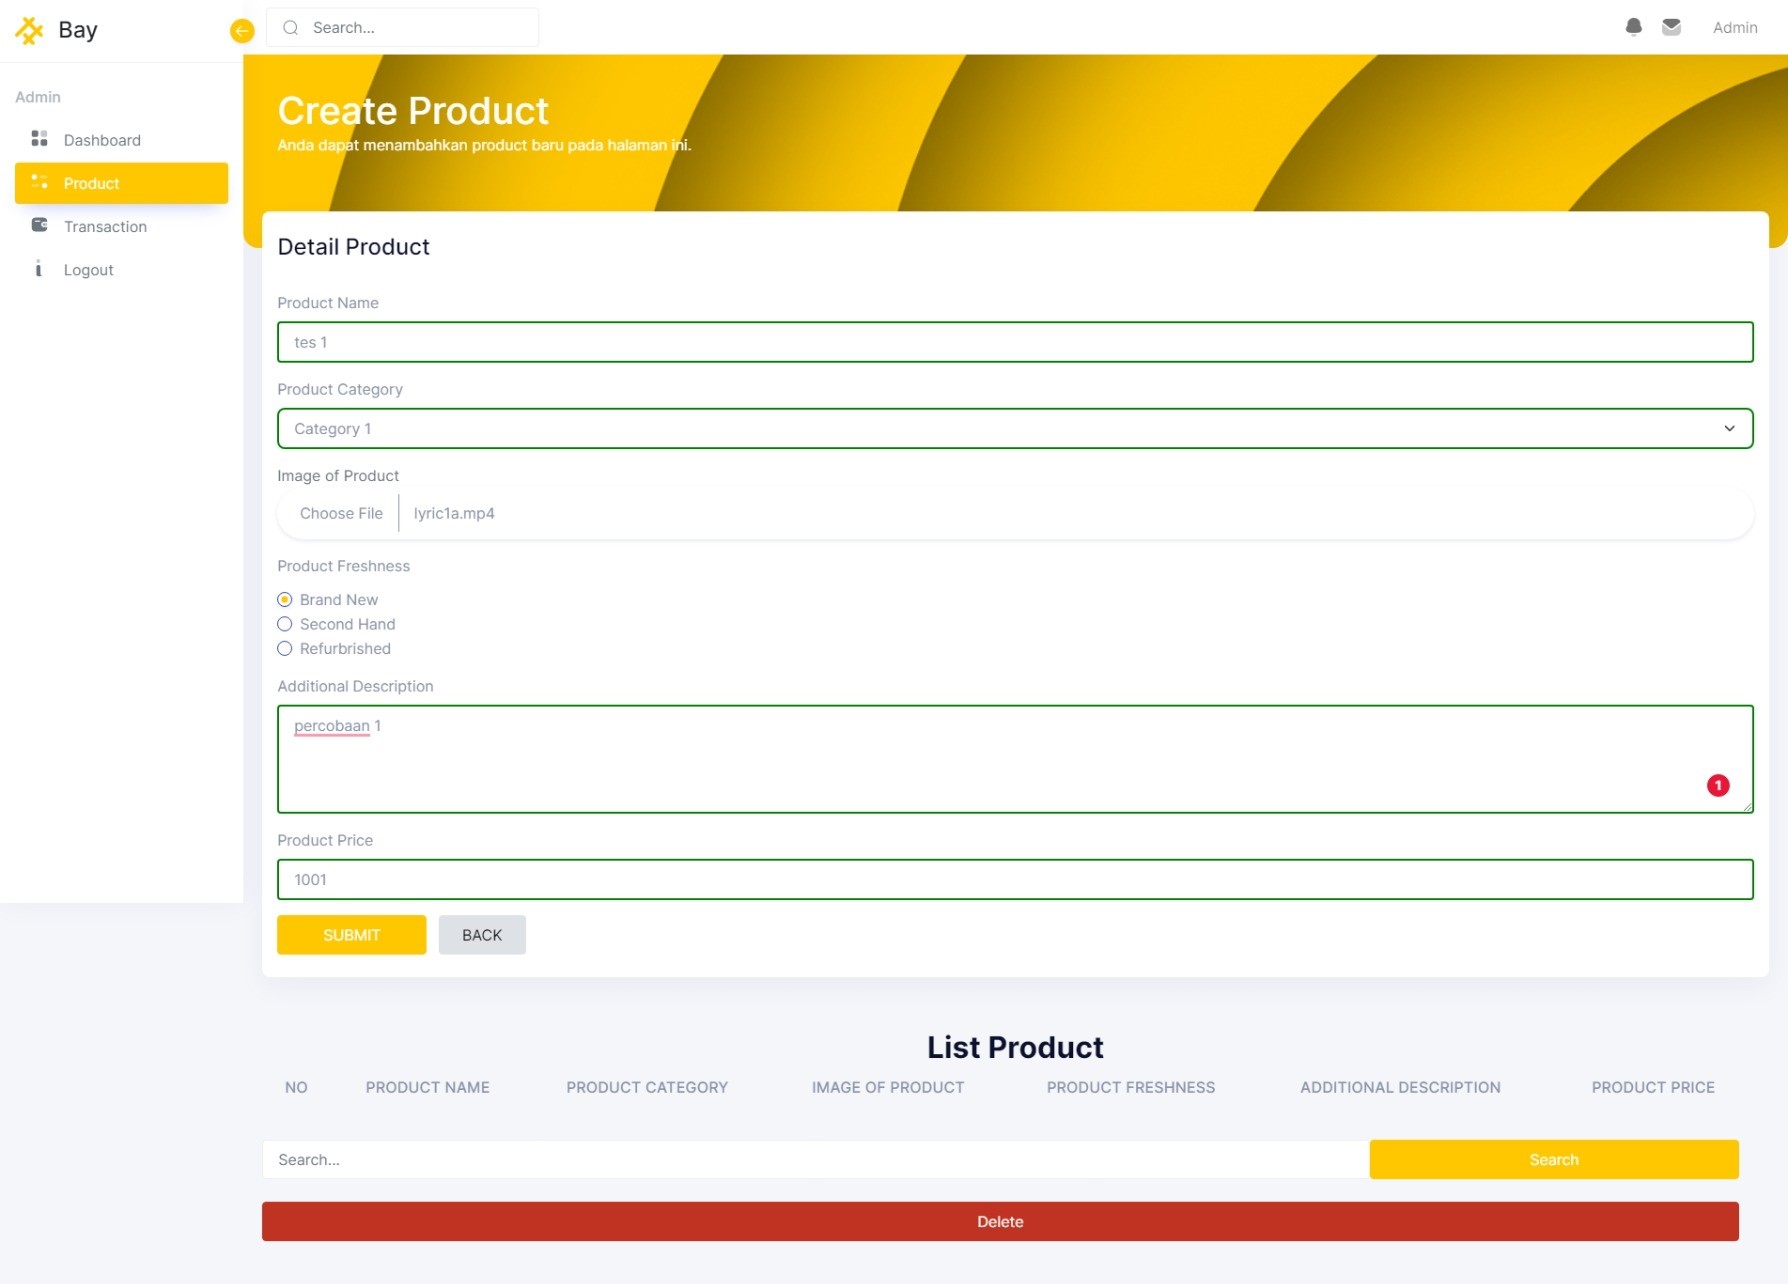 Bay
Search...
Admin
Admin
Dashboard
Product
Transaction
Logout
Create Product
Anda dapat menambahkan product baru pada halaman ini.
Detail Product
Product Name
tes 1
Product Category
Category 1
Image of Product
Choose File lyric1a.mp4
Product Freshness
Brand New
Second Hand
Refurbrished
Additional Description
percobaan 1
1
Product Price
1001
SUBMIT BACK
List Product
NO PRODUCT NAME PRODUCT CATEGORY IMAGE OF PRODUCT PRODUCT FRESHNESS ADDITIONAL DESCRIPTION PRODUCT PRICE
Search... Search
Delete